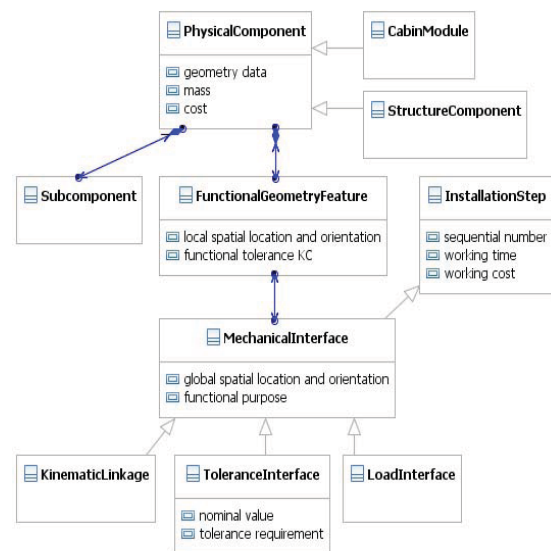 PhysicalComponent
geometry data
mass
cost
CabinModule
StructureComponent
Subcomponent
FunctionalGeometryFeature
local spatial location and orientation
functional tolerance KC
InstallationStep
sequential number
working time
working cost
MechanicalInterface
global spatial location and orientation
functional purpose
KinematicLinkage
ToleranceInterface
nominal value
tolerance requirement
LoadInterface